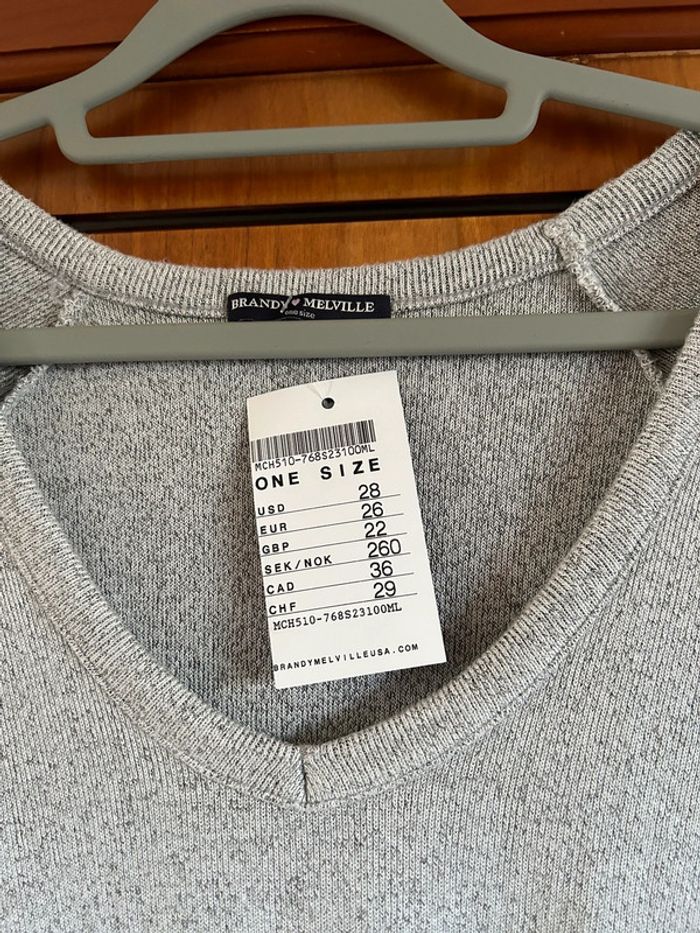 BRANDY MELVILLE
one size
MCH510-768S23100ML
ONE SIZE
USD 28
EUR 26
GBP 22
SEK/NOK 260
CAD 36
CHF 29
MCH510-768S23100ML
BRANDYMELVILLEUSA.COM